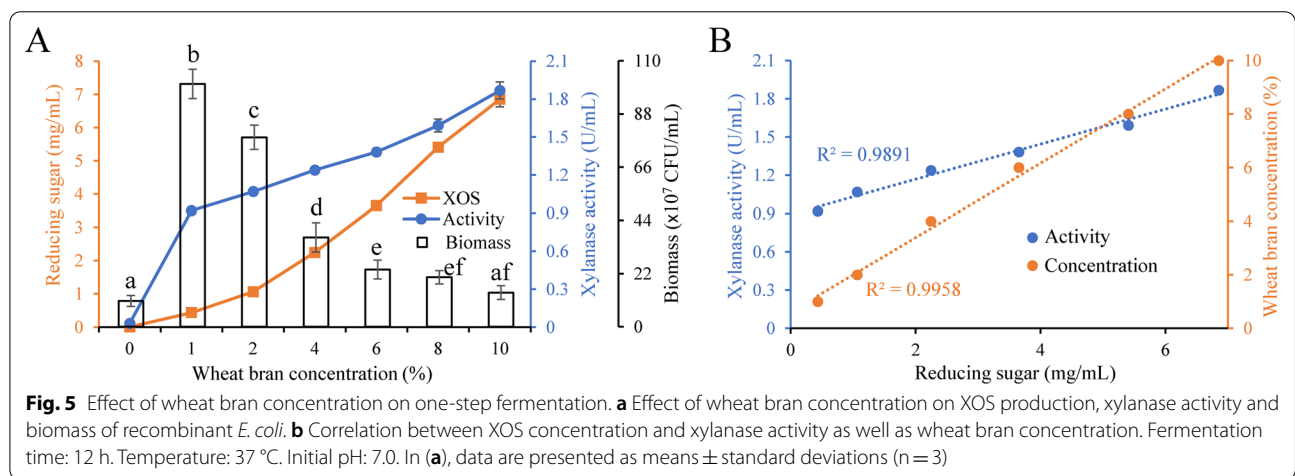 A
Reducing sugar (mg/mL)
8
7
6
5
4
3
2
1
0
a
b
c
d
e
ef
af
XOS
Activity
Biomass
0 1 2 4 6 8 10
Wheat bran concentration (%)
2.1
1.8
1.5
1.2
0.9
0.6
0.3
0
Xylanase activity (U/mL)
110
88
66
44
22
0
Biomass (x10⁷ CFU/mL)
B
Xylanase activity (U/mL)
2.1
1.8
1.5
1.2
0.9
0.6
0.3
0
R² = 0.9891
R² = 0.9958
Activity
Concentration
0 2 4 6
Reducing sugar (mg/mL)
10
8
6
4
2
0
Wheat bran concentration (%)
Fig. 5 Effect of wheat bran concentration on one-step fermentation. a Effect of wheat bran concentration on XOS production, xylanase activity and
biomass of recombinant E. coli. b Correlation between XOS concentration and xylanase activity as well as wheat bran concentration. Fermentation
time: 12 h. Temperature: 37 °C. Initial pH: 7.0. In (a), data are presented as means ± standard deviations (n = 3)